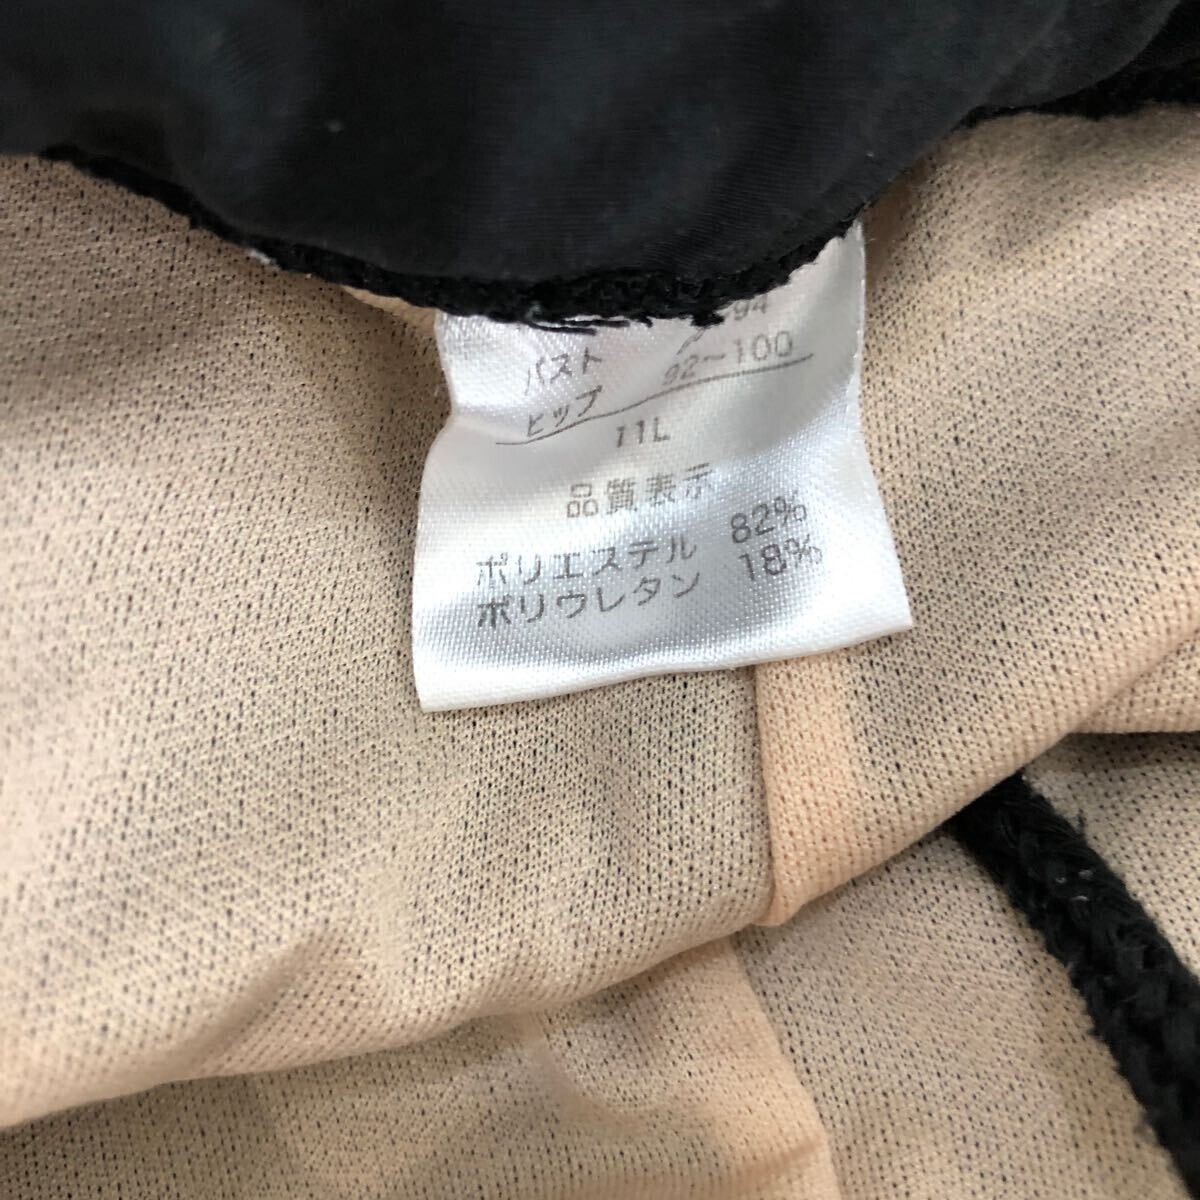 バスト 94
ヒップ 92～100
11L
品質表示
ポリエステル 82%
ポリウレタン 18%